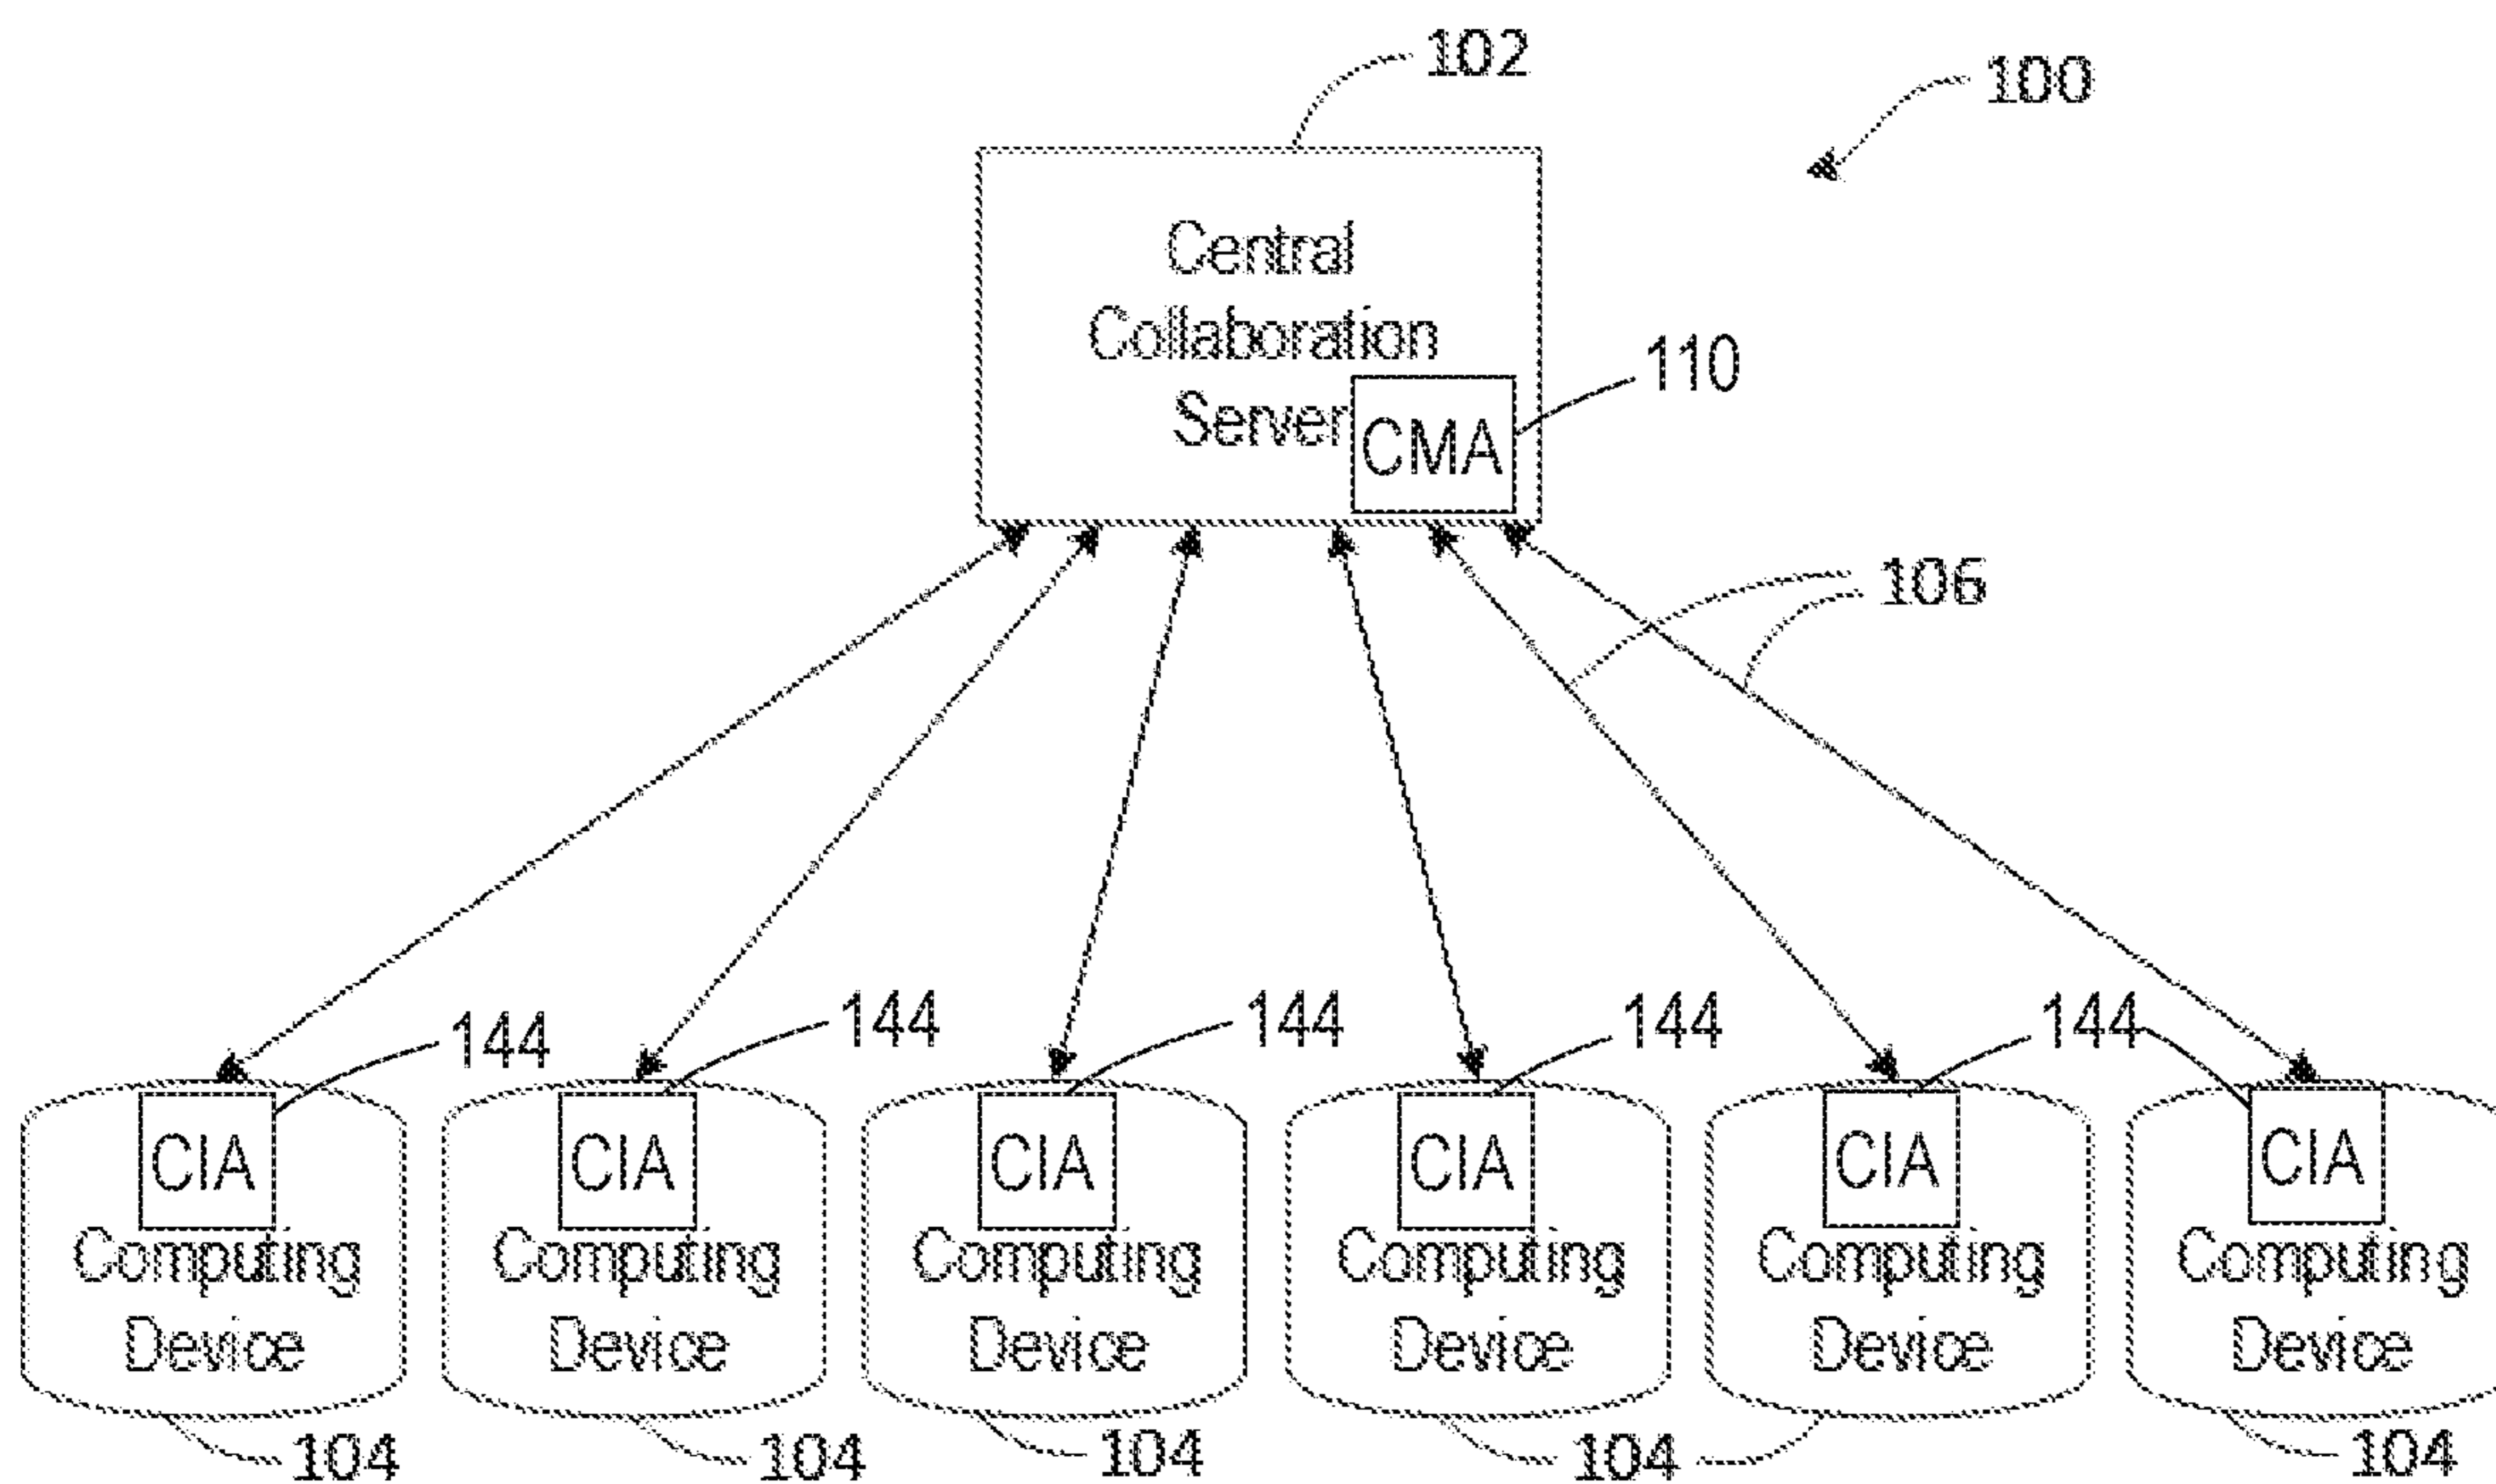 102
100
Central
Collaboration
Server
110
CMA
106
144 144 144 144 144
CIA CIA CIA CIA CIA CIA
Computing Computing Computing Computing Computing Computing
Device Device Device Device Device Device
104 104 104 104 104